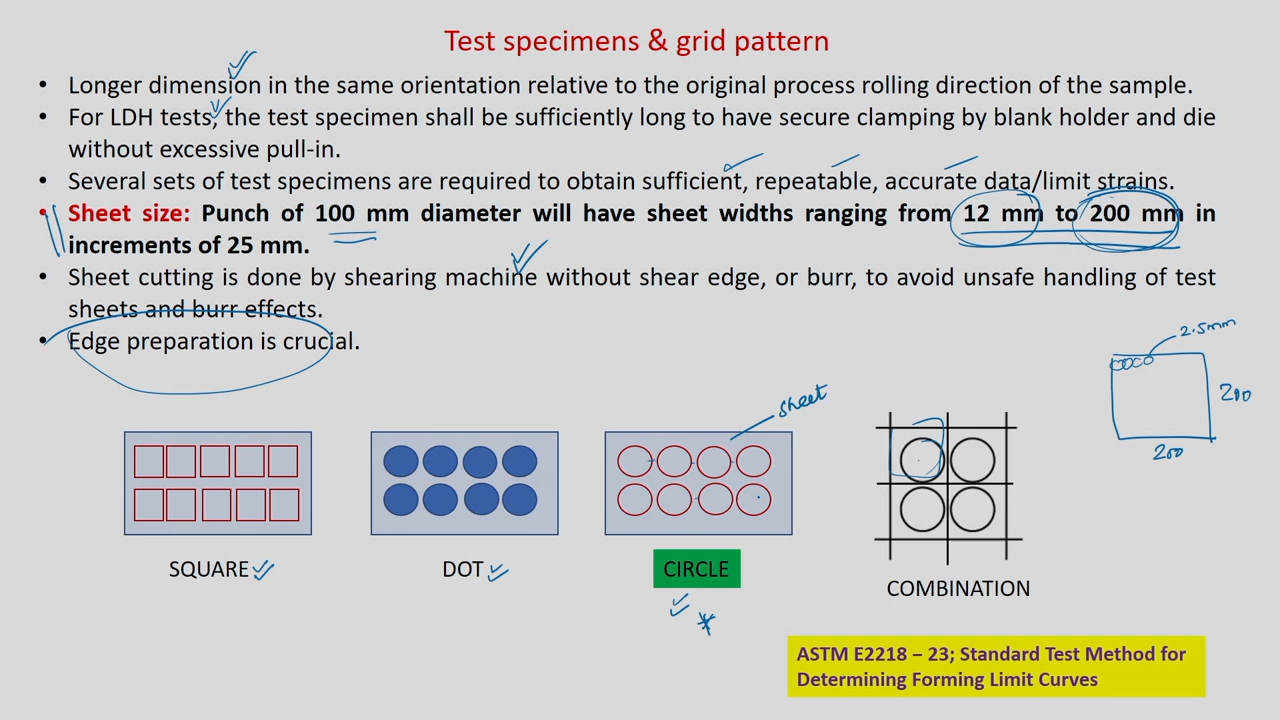 Test specimens & grid pattern
• Longer dimension in the same orientation relative to the original process rolling direction of the sample.
• For LDH tests, the test specimen shall be sufficiently long to have secure clamping by blank holder and die
without excessive pull-in.
• Several sets of test specimens are required to obtain sufficient, repeatable, accurate data/limit strains.
• Sheet size: Punch of 100 mm diameter will have sheet widths ranging from 12 mm to 200 mm in
increments of 25 mm.
• Sheet cutting is done by shearing machine without shear edge, or burr, to avoid unsafe handling of test
sheets and burr effects.
• Edge preparation is crucial.
2.5mm
200
200
sheet
SQUARE
DOT
CIRCLE
COMBINATION
ASTM E2218 – 23; Standard Test Method for
Determining Forming Limit Curves